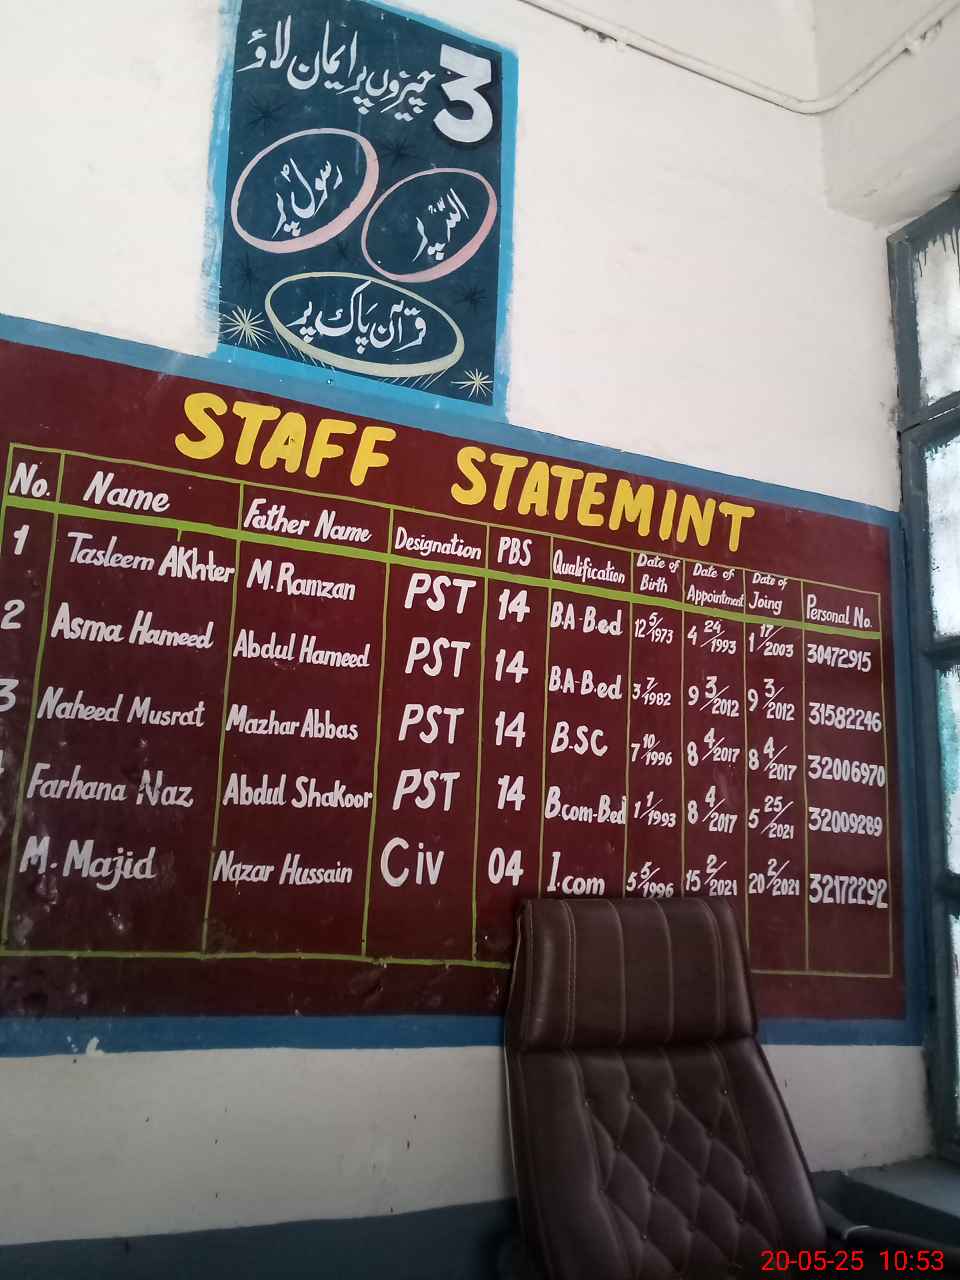 3 چیزوں پر ایمان لاؤ
رسولؐ پر
اللہ پر
قرآن پاک پر
STAFF STATEMINT
No. Name Father Name Designation PBS Qualification Date of Birth Date of Appointment Date of Joing Personal No.
1 Tasleem AKhter M.Ramzan PST 14 B.A-B.ed 12 5/1973 4 24/1993 1 17/2003 30472915
2 Asma Hameed Abdul Hameed PST 14 B.A-B.ed 3 7/1982 9 3/2012 9 3/2012 31582246
3 Naheed Musrat Mazhar Abbas PST 14 B.SC 7 10/1996 8 4/2017 8 4/2017 32006970
Farhana Naz Abdul Shakoor PST 14 B.com-B.ed 1 1/1993 8 4/2017 5 25/2021 32009289
M.Majid Nazar Hussain Civ 04 I.com 5 5/1996 15 2/2021 20 2/2021 32172292
20-05-25 10:53